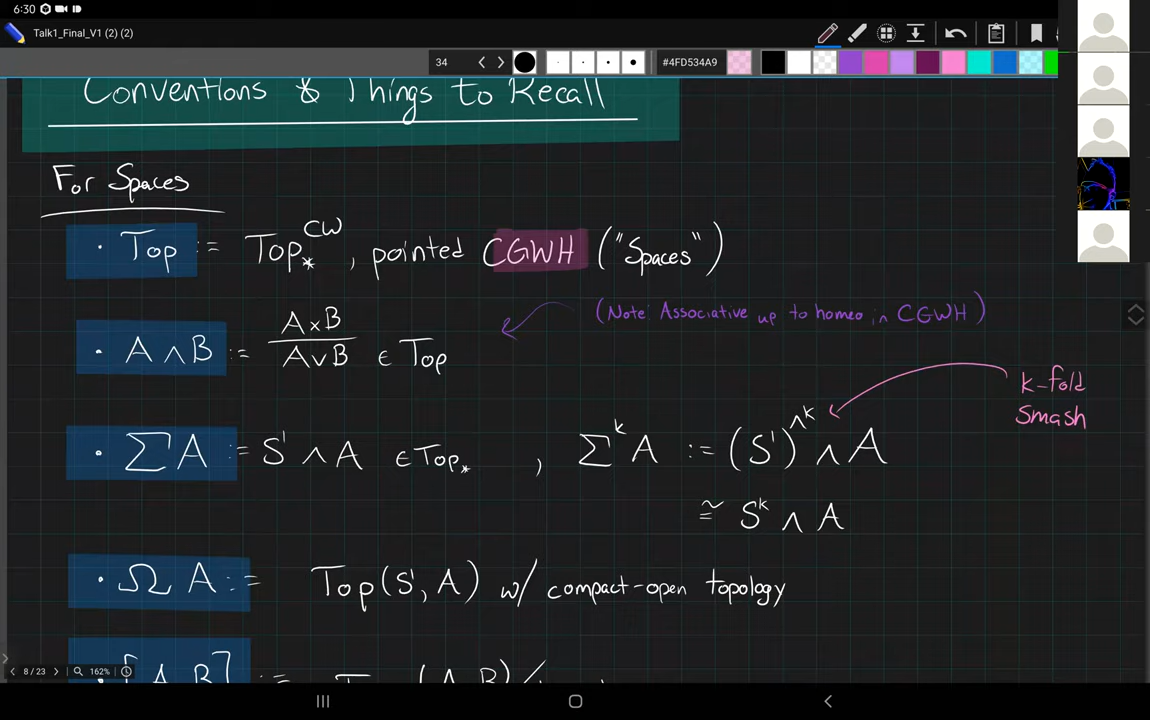 6:30
Talk1_Final_V1 (2) (2)
34
#4FD534A9
Conventions & Things to Recall
For Spaces
· Top := Top_*^CW, pointed CGWH ("Spaces")
(Note: Associative up to homeo in CGWH)
· A ∧ B := A×B / A∨B ∈ Top
k-fold
Smash
· ΣA := S¹ ∧ A ∈ Top_* , Σ^k A := (S¹)^∧k ∧ A
≅ S^k ∧ A
· ΩA := Top(S¹, A) w/ compact-open topology
8 / 23
162%